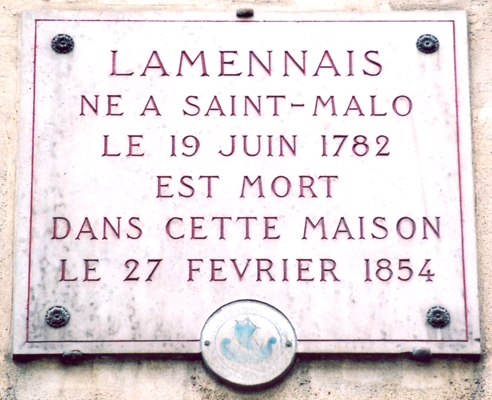 LAMENNAIS
NE A SAINT-MALO
LE 19 JUIN 1782
EST MORT
DANS CETTE MAISON
LE 27 FEVRIER 1854